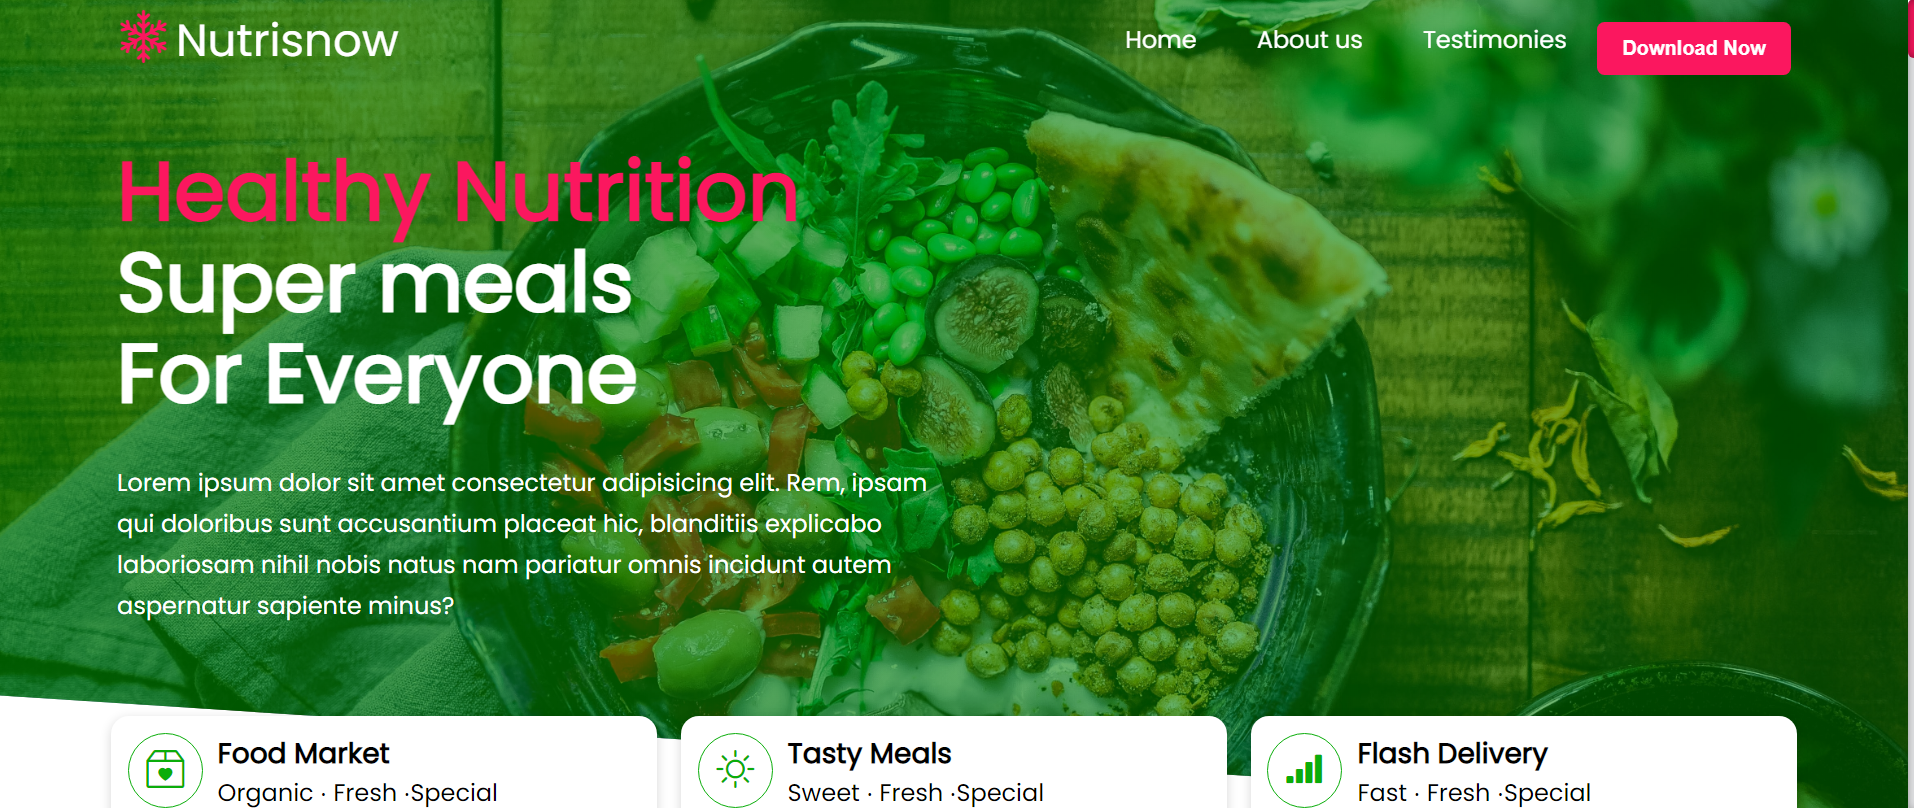 Nutrisnow
Home About us Testimonies Download Now
Healthy Nutrition
Super meals
For Everyone
Lorem ipsum dolor sit amet consectetur adipisicing elit. Rem, ipsam
qui doloribus sunt accusantium placeat hic, blanditiis explicabo
laboriosam nihil nobis natus nam pariatur omnis incidunt autem
aspernatur sapiente minus?
Food Market
Organic · Fresh ·Special
Tasty Meals
Sweet · Fresh ·Special
Flash Delivery
Fast · Fresh ·Special